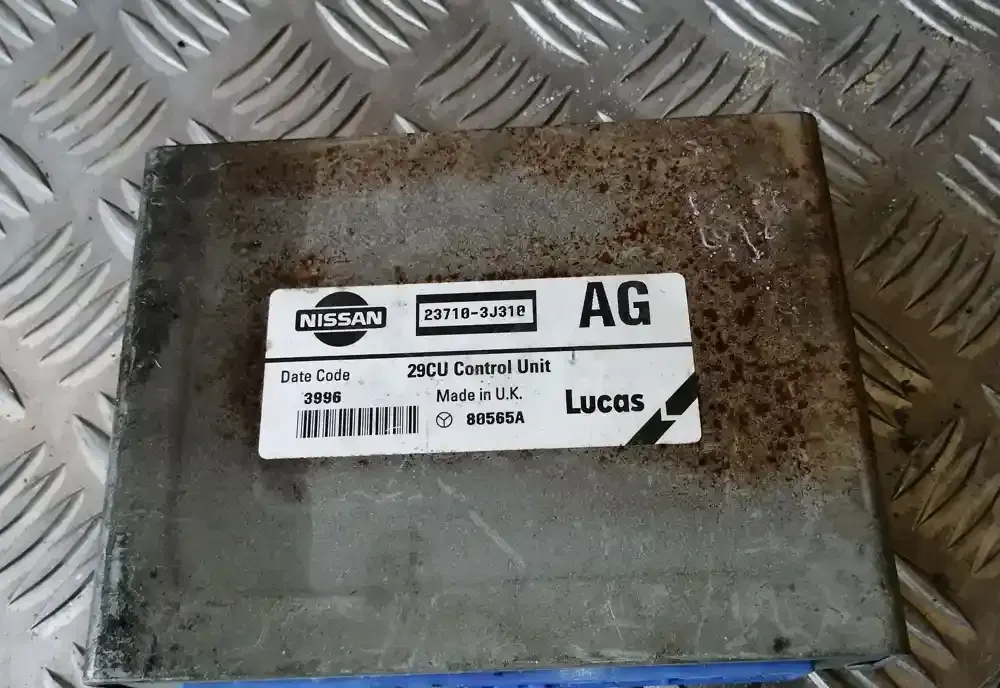 NISSAN
23710-3J310
AG
29CU Control Unit
Date Code
3996
Made in U.K.
80565A
Lucas